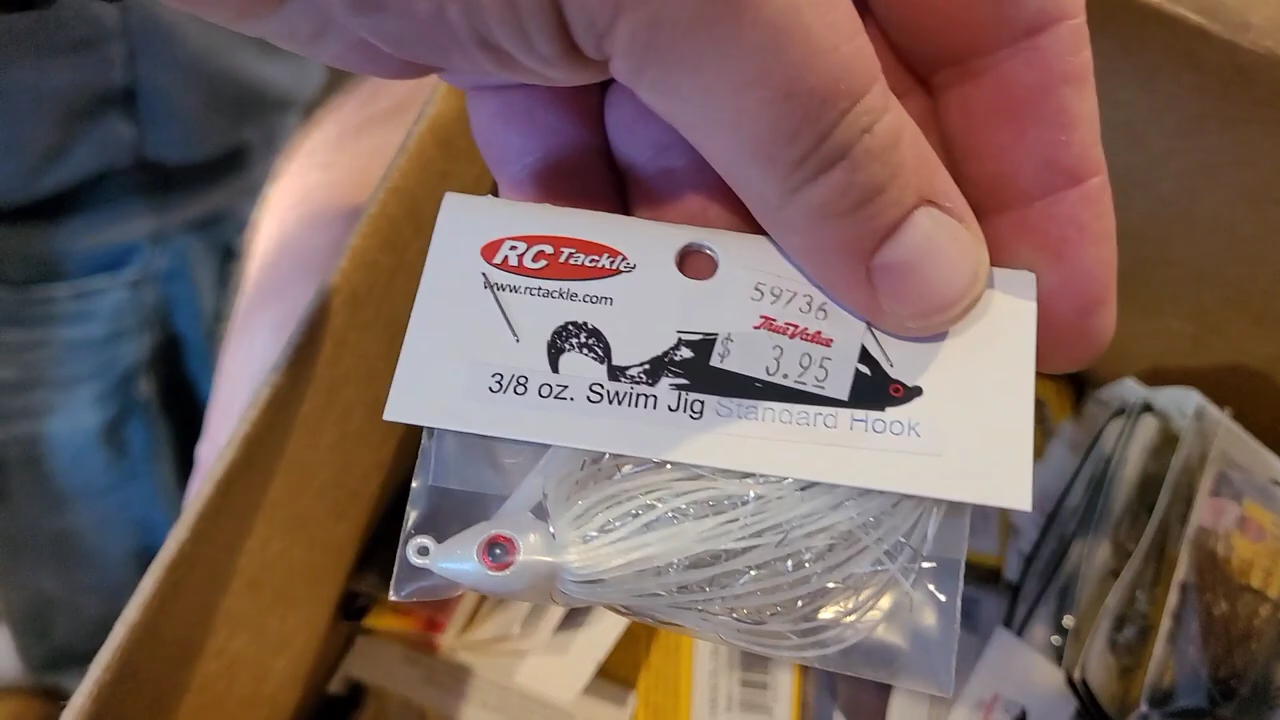 RC Tackle
www.rctackle.com
59736
True Value
$ 3.95
3/8 oz. Swim Jig Standard Hook